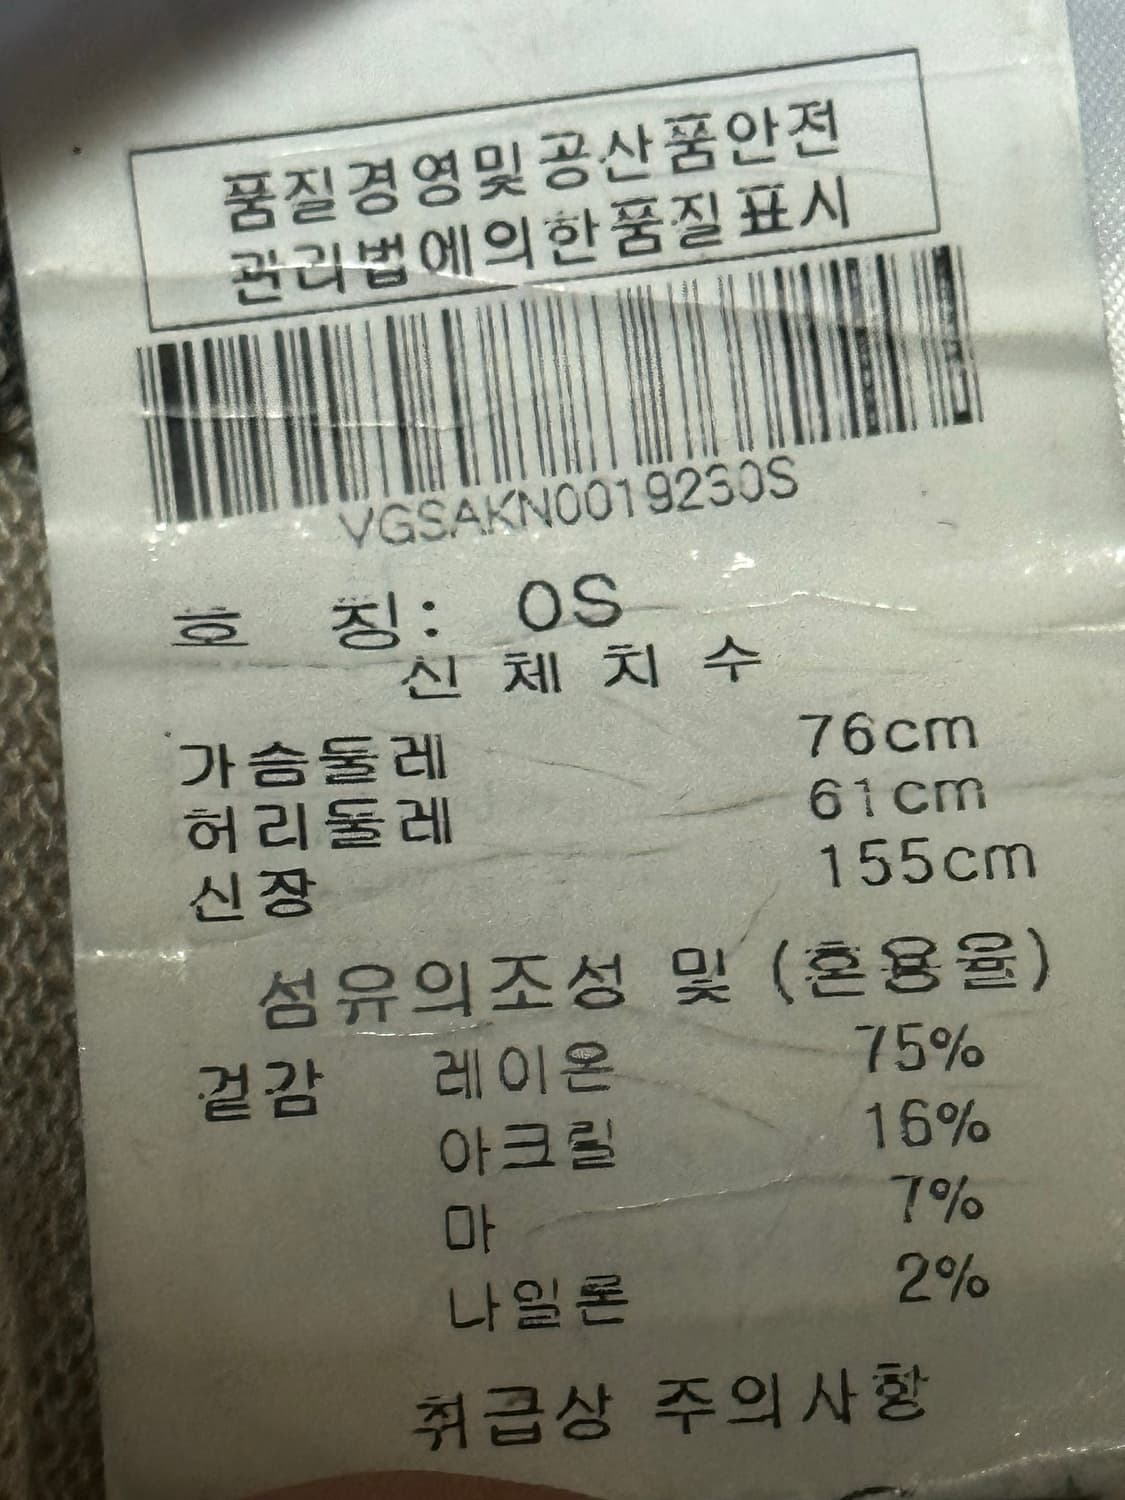 품질경영및공산품안전
관리법에의한품질표시
VGSAKN0019230S
호 칭: OS
신 체 치 수
가슴둘레 76cm
허리둘레 61cm
신장 155cm
섬유의조성 및 (혼용율)
겉감 레이온 75%
아크릴 16%
마 7%
나일론 2%
취급상 주의사항